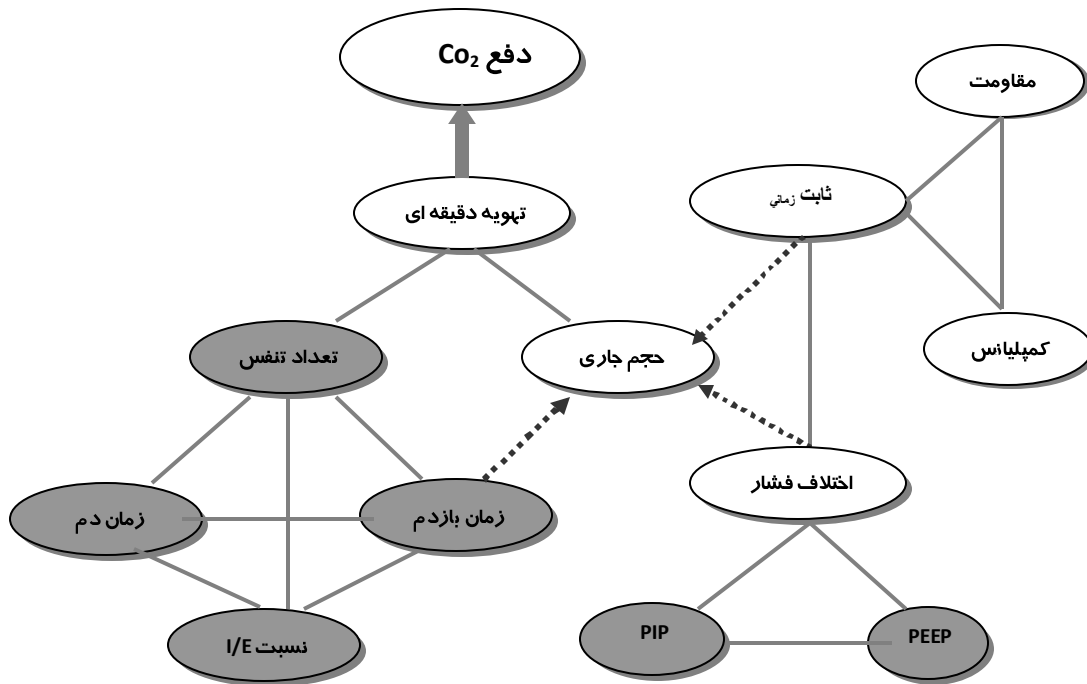 دفع Co₂
مقاومت
ثابت زماني
تهویه دقیقه ای
کمپلیانس
حجم جاری
تعداد تنفس
اختلاف فشار
زمان بازدم
زمان دم
PIP
PEEP
نسبت I/E